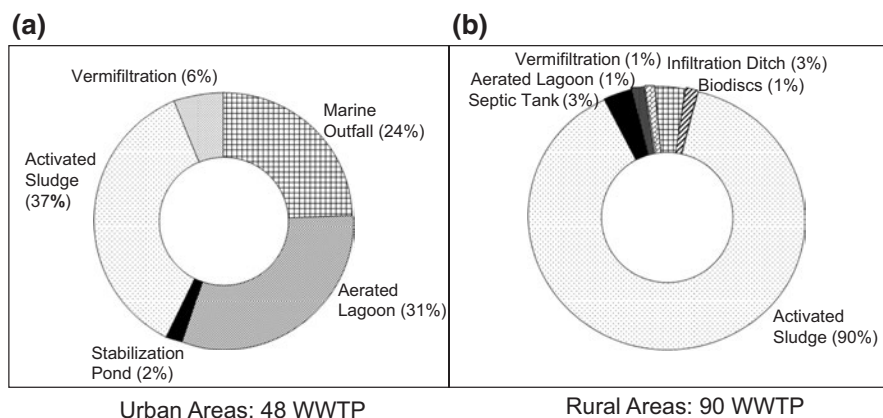 (a)
Vermifiltration (6%)
Marine
Outfall (24%)
Activated
Sludge
(37%)
Aerated
Lagoon (31%)
Stabilization
Pond (2%)
Urban Areas: 48 WWTP
(b)
Vermifiltration (1%)
Infiltration Ditch (3%)
Aerated Lagoon (1%)
Biodiscs (1%)
Septic Tank (3%)
Activated
Sludge (90%)
Rural Areas: 90 WWTP